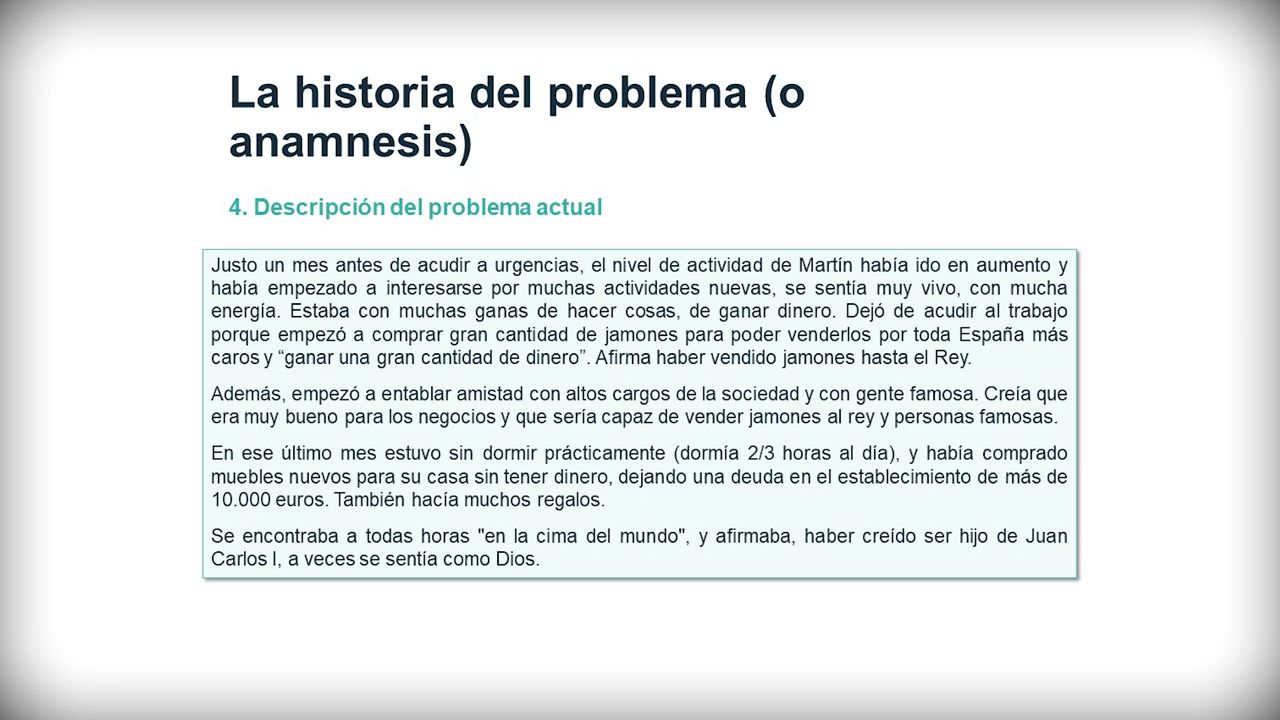 La historia del problema (o
anamnesis)
4. Descripción del problema actual
Justo un mes antes de acudir a urgencias, el nivel de actividad de Martín había ido en aumento y
había empezado a interesarse por muchas actividades nuevas, se sentía muy vivo, con mucha
energía. Estaba con muchas ganas de hacer cosas, de ganar dinero. Dejó de acudir al trabajo
porque empezó a comprar gran cantidad de jamones para poder venderlos por toda España más
caros y “ganar una gran cantidad de dinero”. Afirma haber vendido jamones hasta el Rey.
Además, empezó a entablar amistad con altos cargos de la sociedad y con gente famosa. Creía que
era muy bueno para los negocios y que sería capaz de vender jamones al rey y personas famosas.
En ese último mes estuvo sin dormir prácticamente (dormía 2/3 horas al día), y había comprado
muebles nuevos para su casa sin tener dinero, dejando una deuda en el establecimiento de más de
10.000 euros. También hacía muchos regalos.
Se encontraba a todas horas "en la cima del mundo", y afirmaba, haber creído ser hijo de Juan
Carlos I, a veces se sentía como Dios.